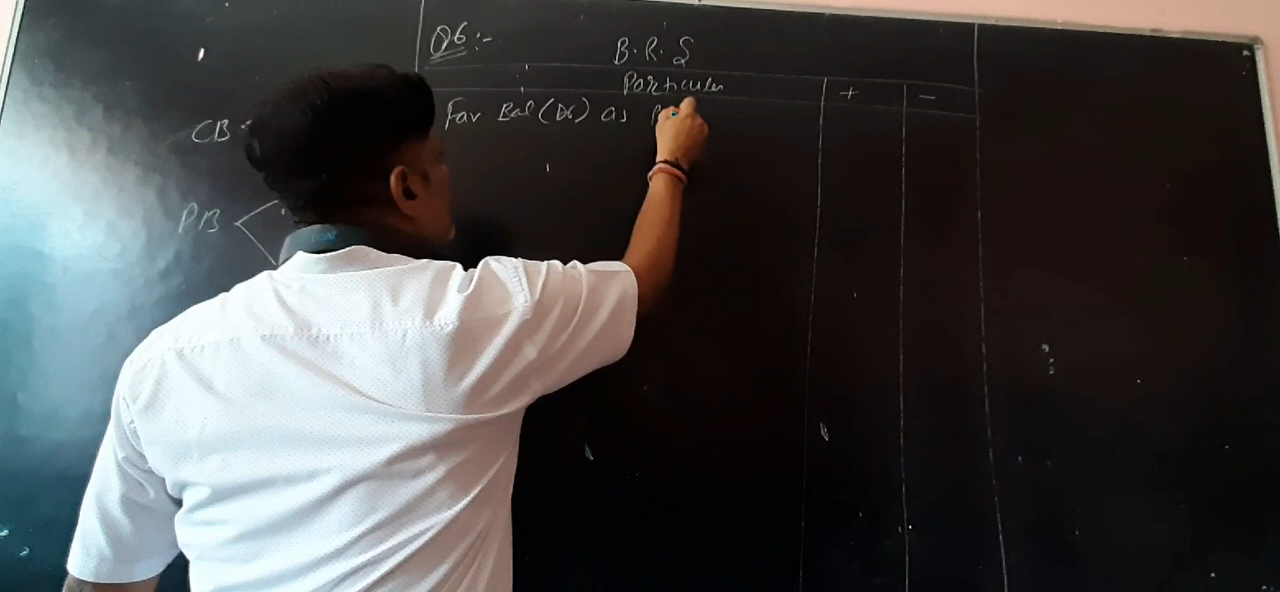 Q6:-
B.R.S
Particular
+
-
Fav Bal (Dr) as
CB
PB